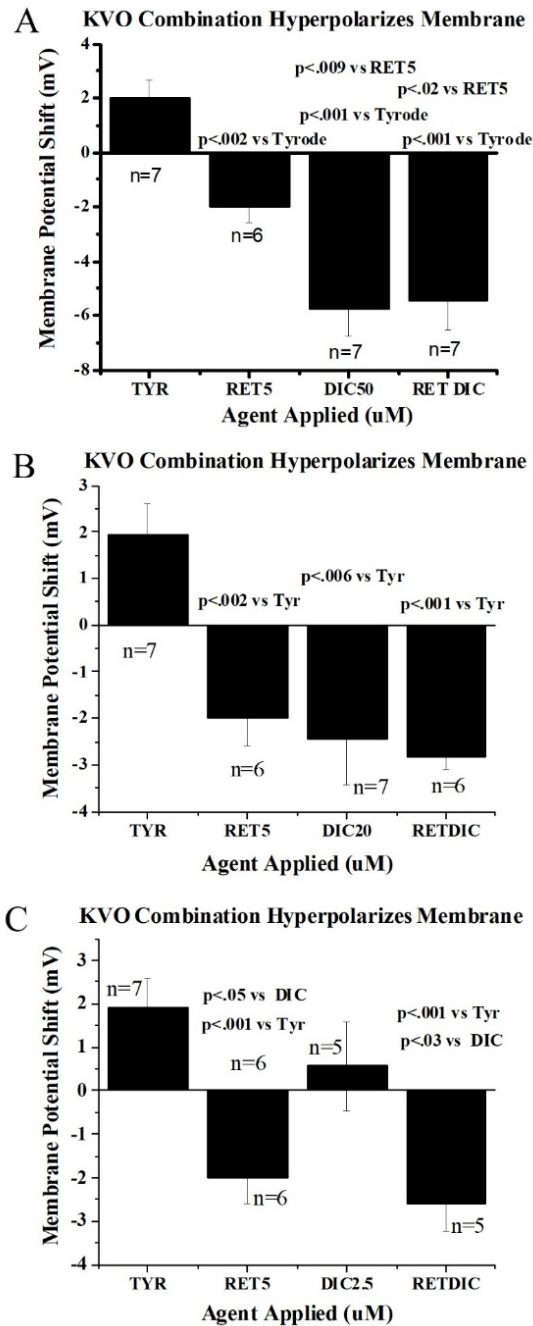 A
KVO Combination Hyperpolarizes Membrane
Membrane Potential Shift (mV)
4
2
0
-2
-4
-6
-8
p<.009 vs RET5
p<.02 vs RET5
p<.001 vs Tyrode
p<.002 vs Tyrode
p<.001 vs Tyrode
n=7
n=6
n=7
n=7
TYR RET5 DIC50 RET DIC
Agent Applied (uM)
B
KVO Combination Hyperpolarizes Membrane
Membrane Potential Shift (mV)
3
2
1
0
-1
-2
-3
-4
p<.006 vs Tyr
p<.002 vs Tyr
p<.001 vs Tyr
n=7
n=6
n=7
n=6
TYR RET5 DIC20 RETDIC
Agent Applied (uM)
C
KVO Combination Hyperpolarizes Membrane
Membrane Potential Shift (mV)
3
2
1
0
-1
-2
-3
-4
n=7
p<.05 vs DIC
p<.001 vs Tyr
p<.001 vs Tyr
p<.03 vs DIC
n=6
n=5
n=6
n=5
TYR RET5 DIC2.5 RETDIC
Agent Applied (uM)